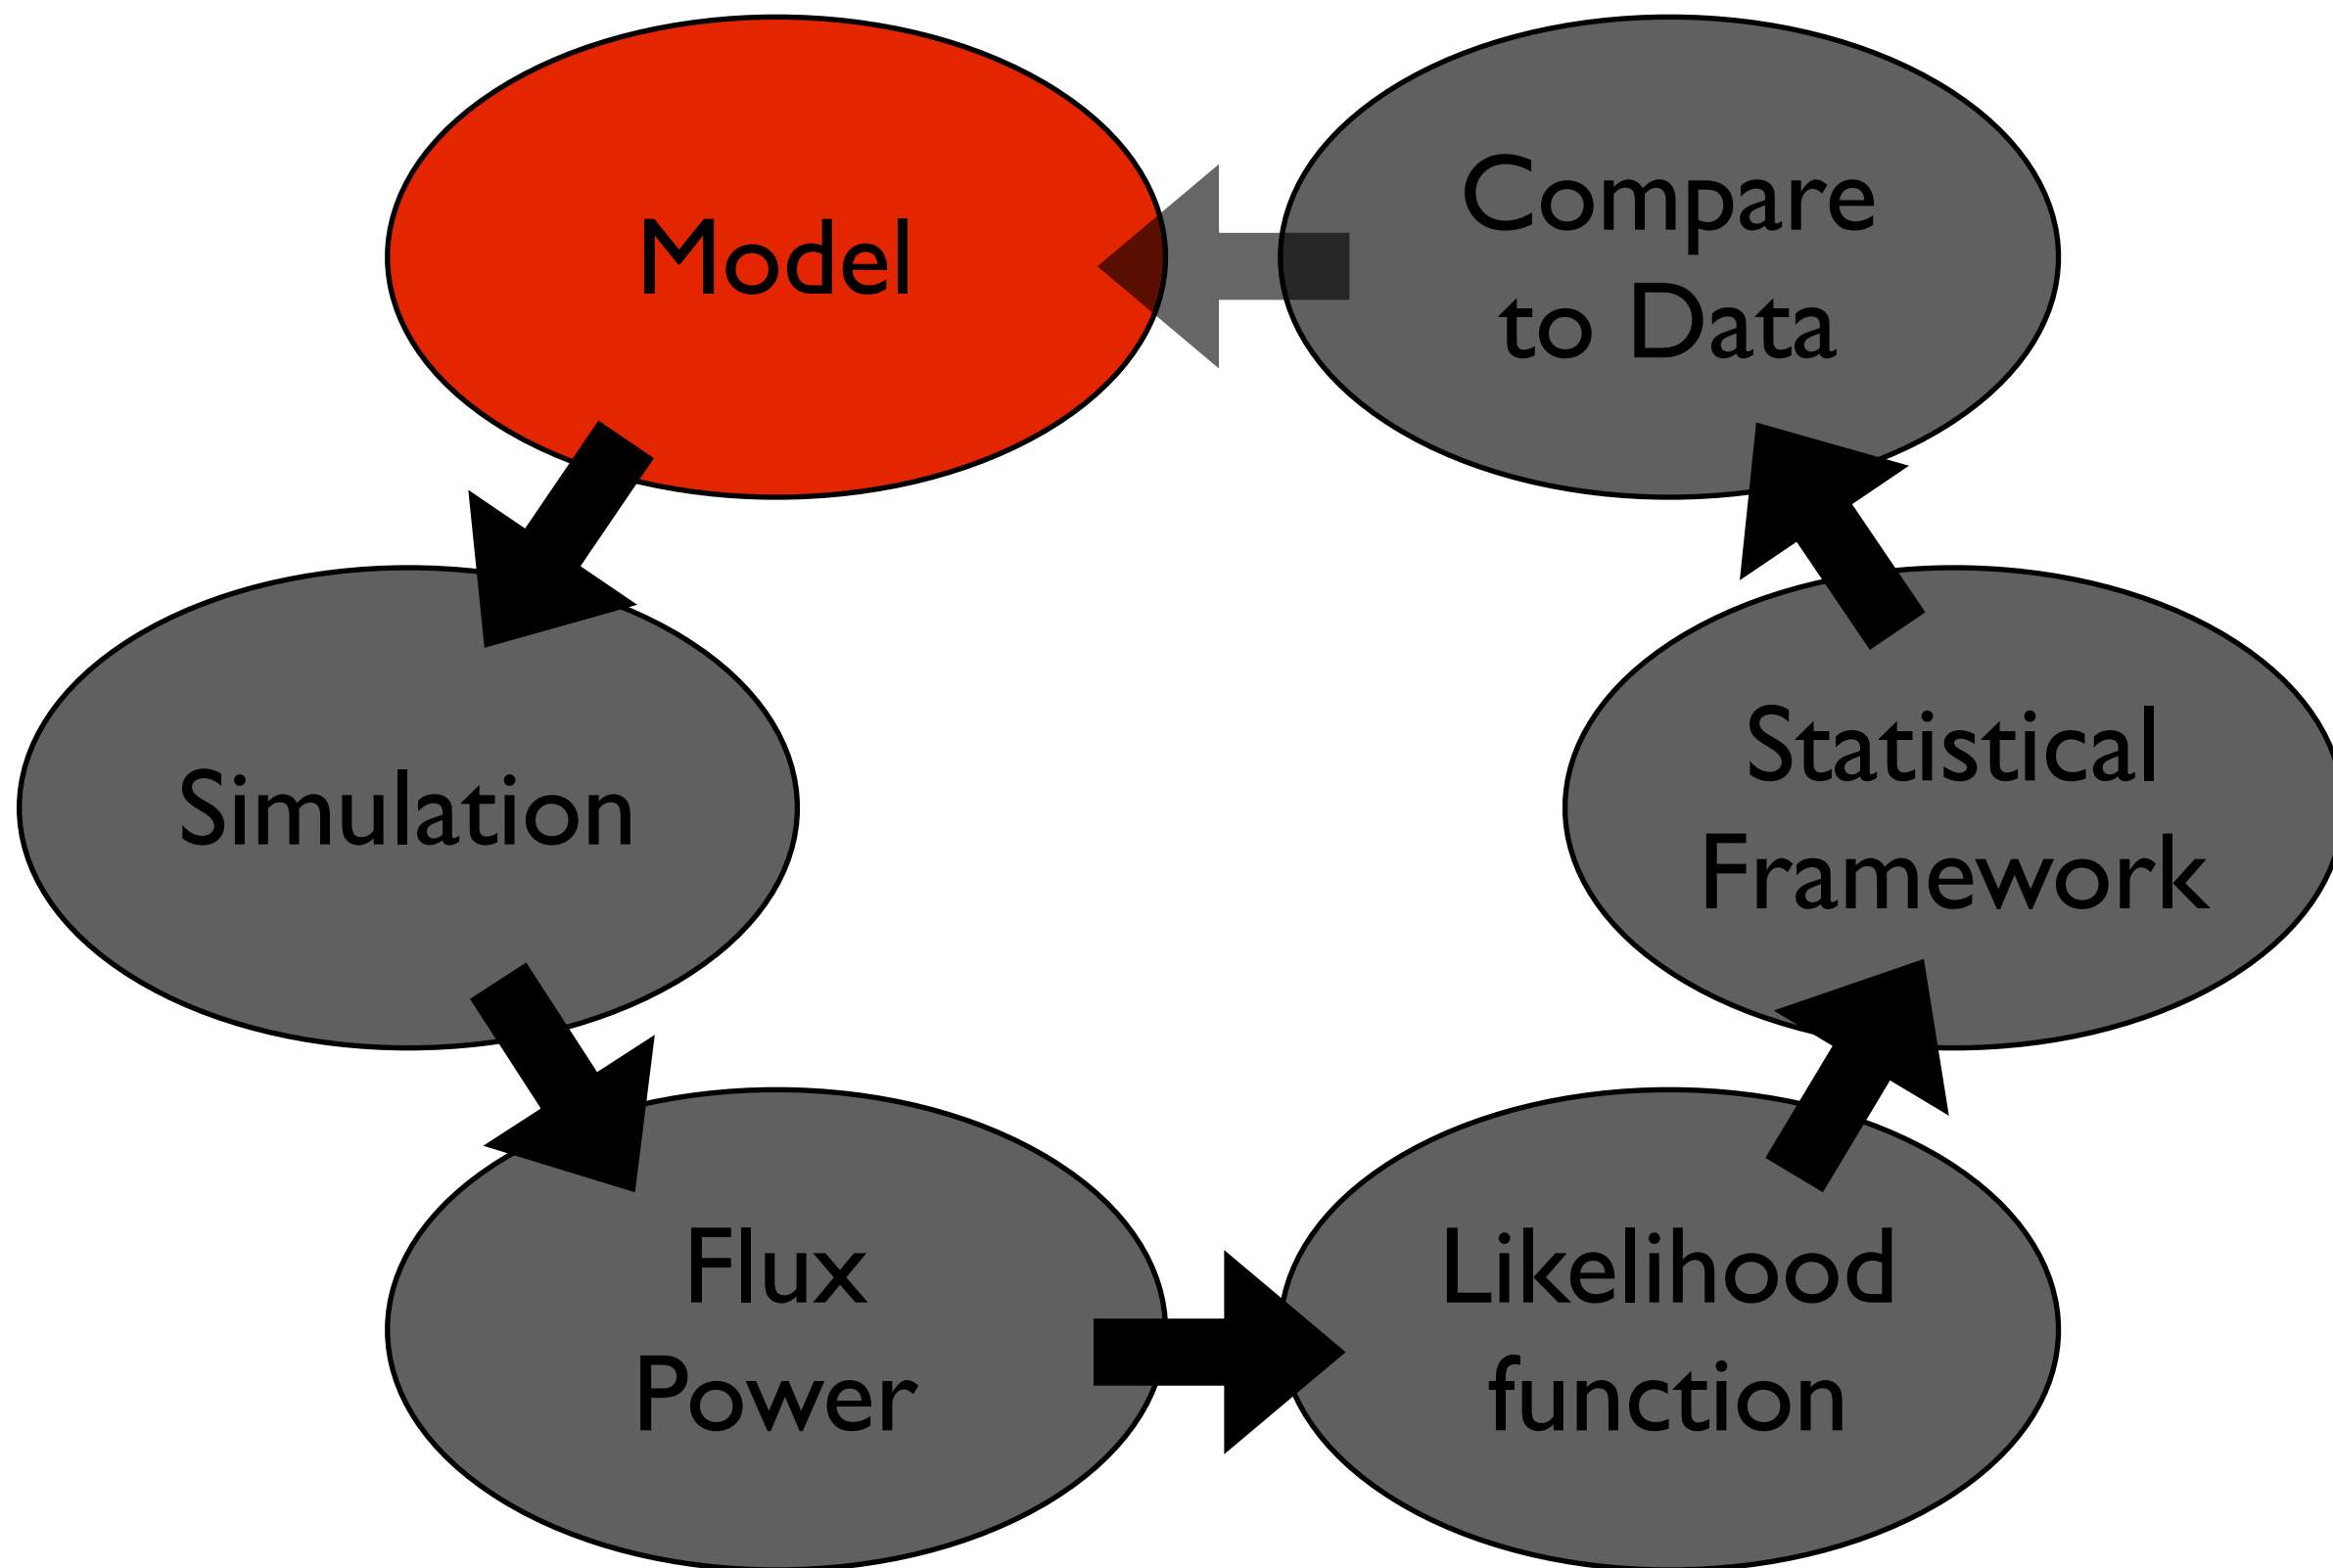 Model
Compare
to Data
Simulation
Statistical
Framework
Flux
Power
Likelihood
function